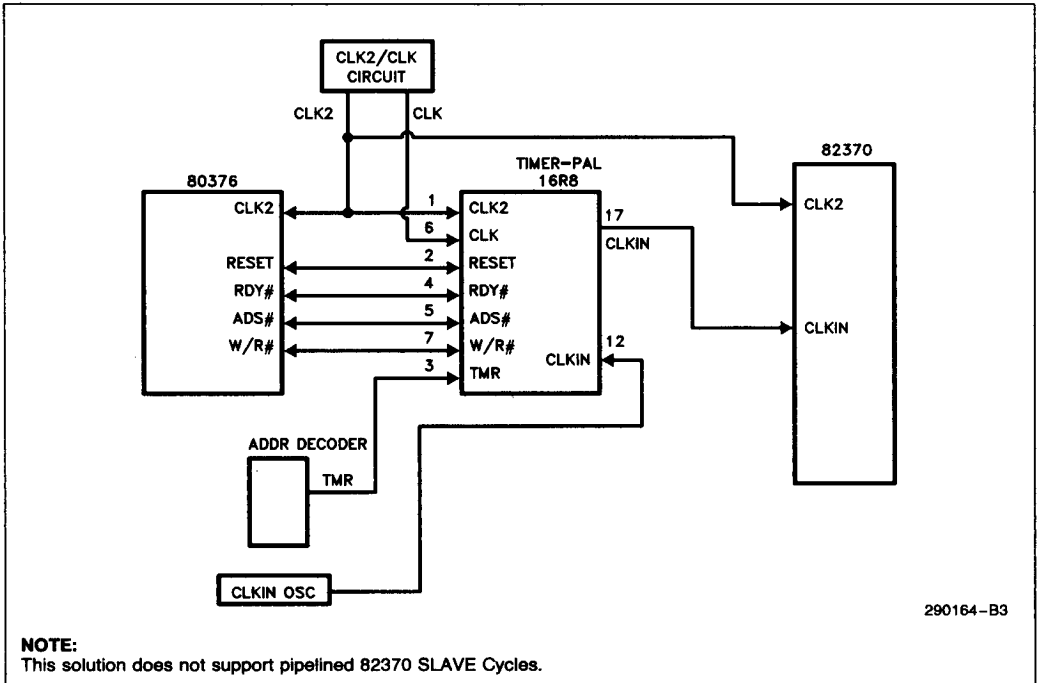 CLK2/CLK
CIRCUIT
CLK2 CLK
80376
TIMER-PAL
16R8
82370
CLK2 1 CLK2
6 CLK
RESET 2 RESET
RDY# 4 RDY#
ADS# 5 ADS#
W/R# 7 W/R#
3 TMR
17
CLKIN
12
CLKIN
CLK2
CLKIN
ADDR DECODER
TMR
CLKIN OSC
290164-B3
NOTE:
This solution does not support pipelined 82370 SLAVE Cycles.